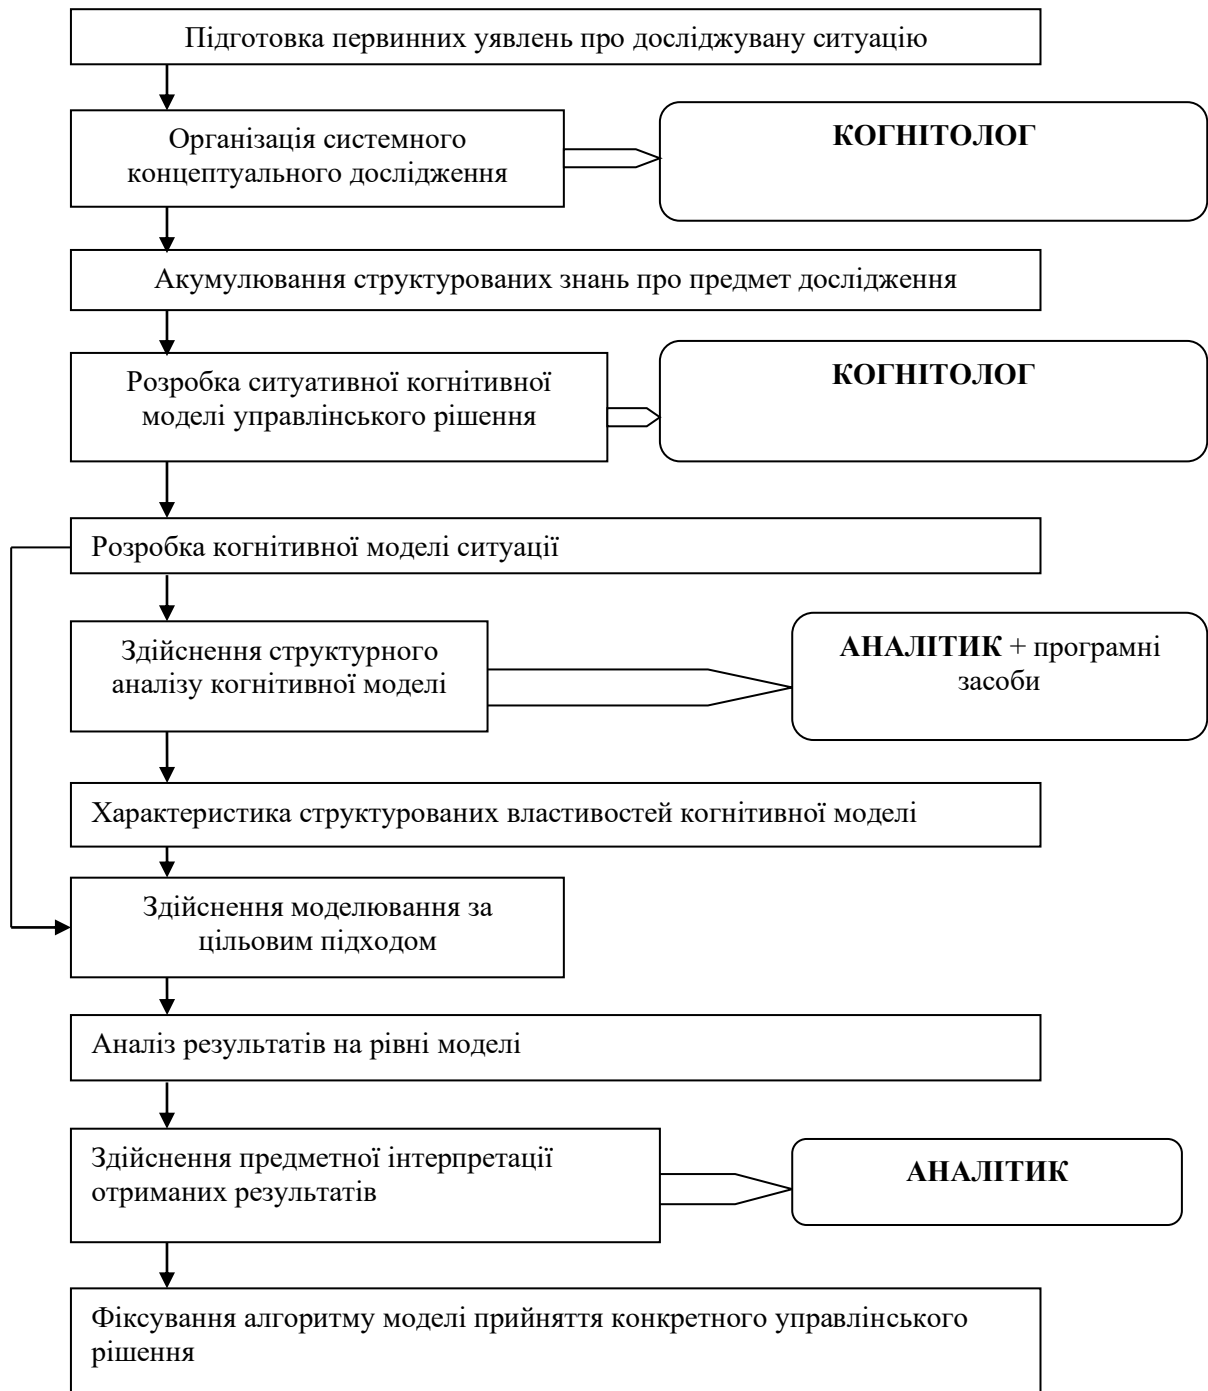 Підготовка первинних уявлень про досліджувану ситуацію
Організація системного
концептуального дослідження
КОГНІТОЛОГ
Акумулювання структурованих знань про предмет дослідження
Розробка ситуативної когнітивної
моделі управлінського рішення
КОГНІТОЛОГ
Розробка когнітивної моделі ситуації
Здійснення структурного
аналізу когнітивної моделі
АНАЛІТИК + програмні
засоби
Характеристика структурованих властивостей когнітивної моделі
Здійснення моделювання за
цільовим підходом
Аналіз результатів на рівні моделі
Здійснення предметної інтерпретації
отриманих результатів
АНАЛІТИК
Фіксування алгоритму моделі прийняття конкретного управлінського
рішення